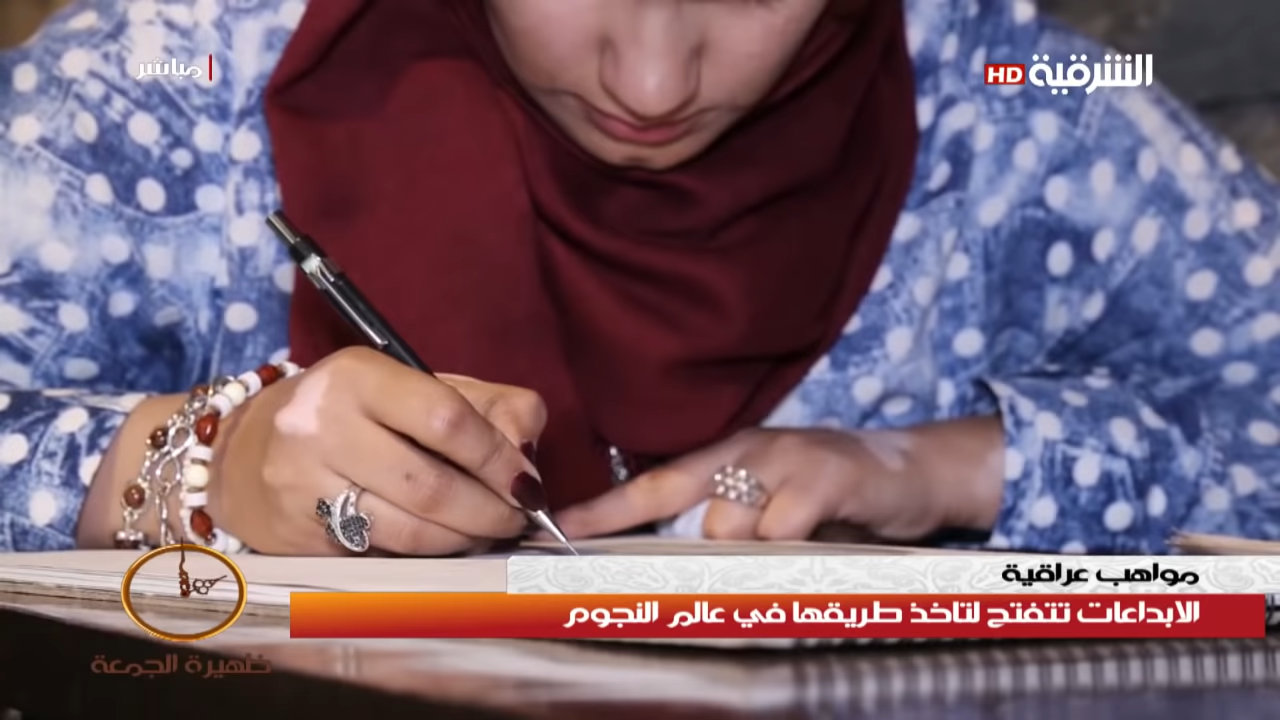 مباشر
الشرقية HD
مواهب عراقية
الابداعات تتفتح لتاخذ طريقها في عالم النجوم
ظهيرة الجمعة